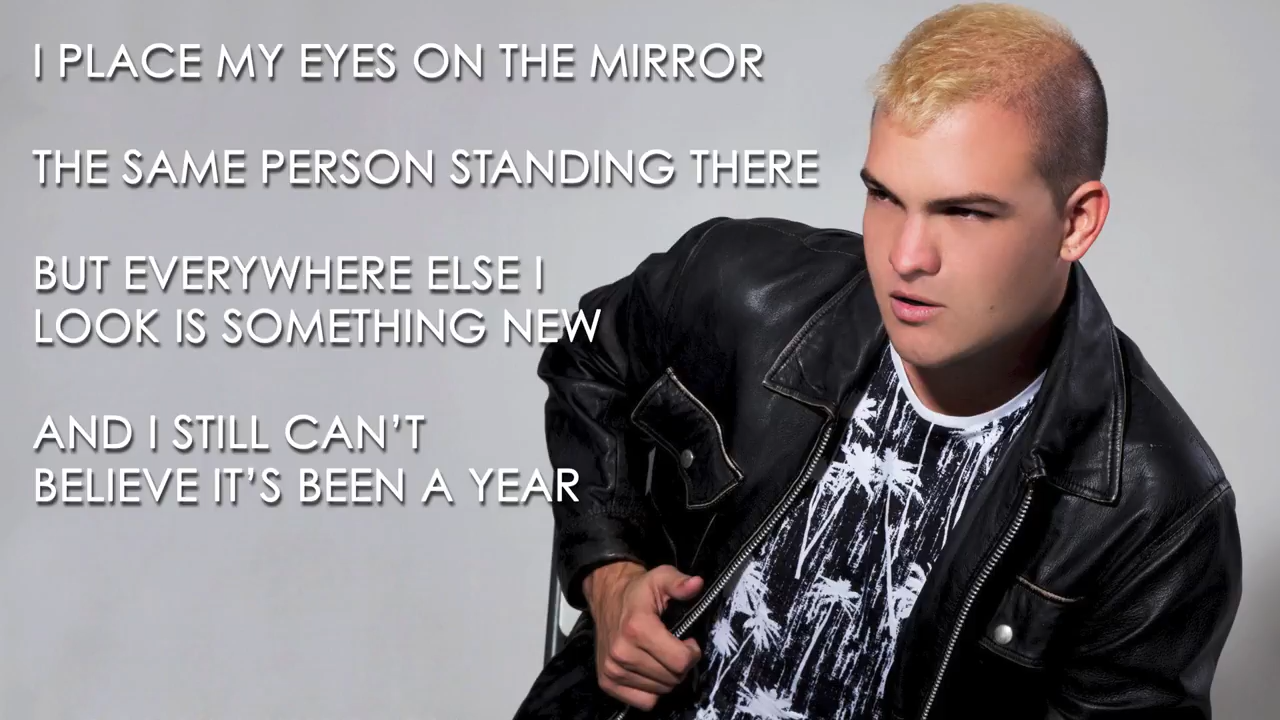 I PLACE MY EYES ON THE MIRROR
THE SAME PERSON STANDING THERE
BUT EVERYWHERE ELSE I
LOOK IS SOMETHING NEW
AND I STILL CAN’T
BELIEVE IT’S BEEN A YEAR